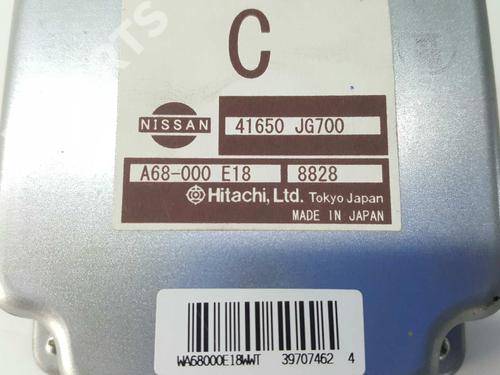 C
NISSAN 41650 JG700
A68-000 E18 8828
Hitachi, Ltd. Tokyo Japan
MADE IN JAPAN
WA68000E18WWT 39707462 4